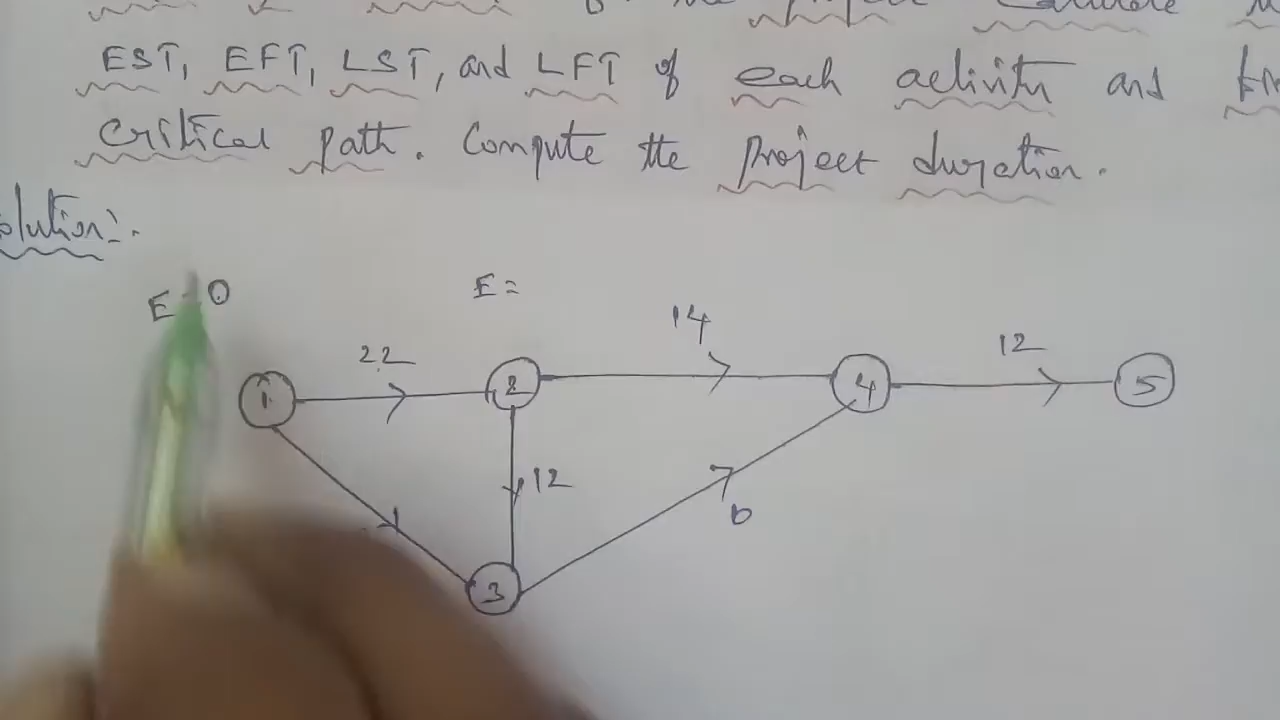 EST, EFT, LST, and LFT of each activity and
critical path. Compute the project duration.
E = 0
E =
14
12
22
1
2
4
5
12
6
3